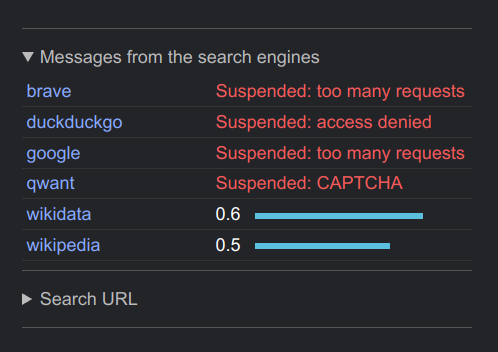 Messages from the search engines
brave Suspended: too many requests
duckduckgo Suspended: access denied
google Suspended: too many requests
qwant Suspended: CAPTCHA
wikidata 0.6
wikipedia 0.5
Search URL